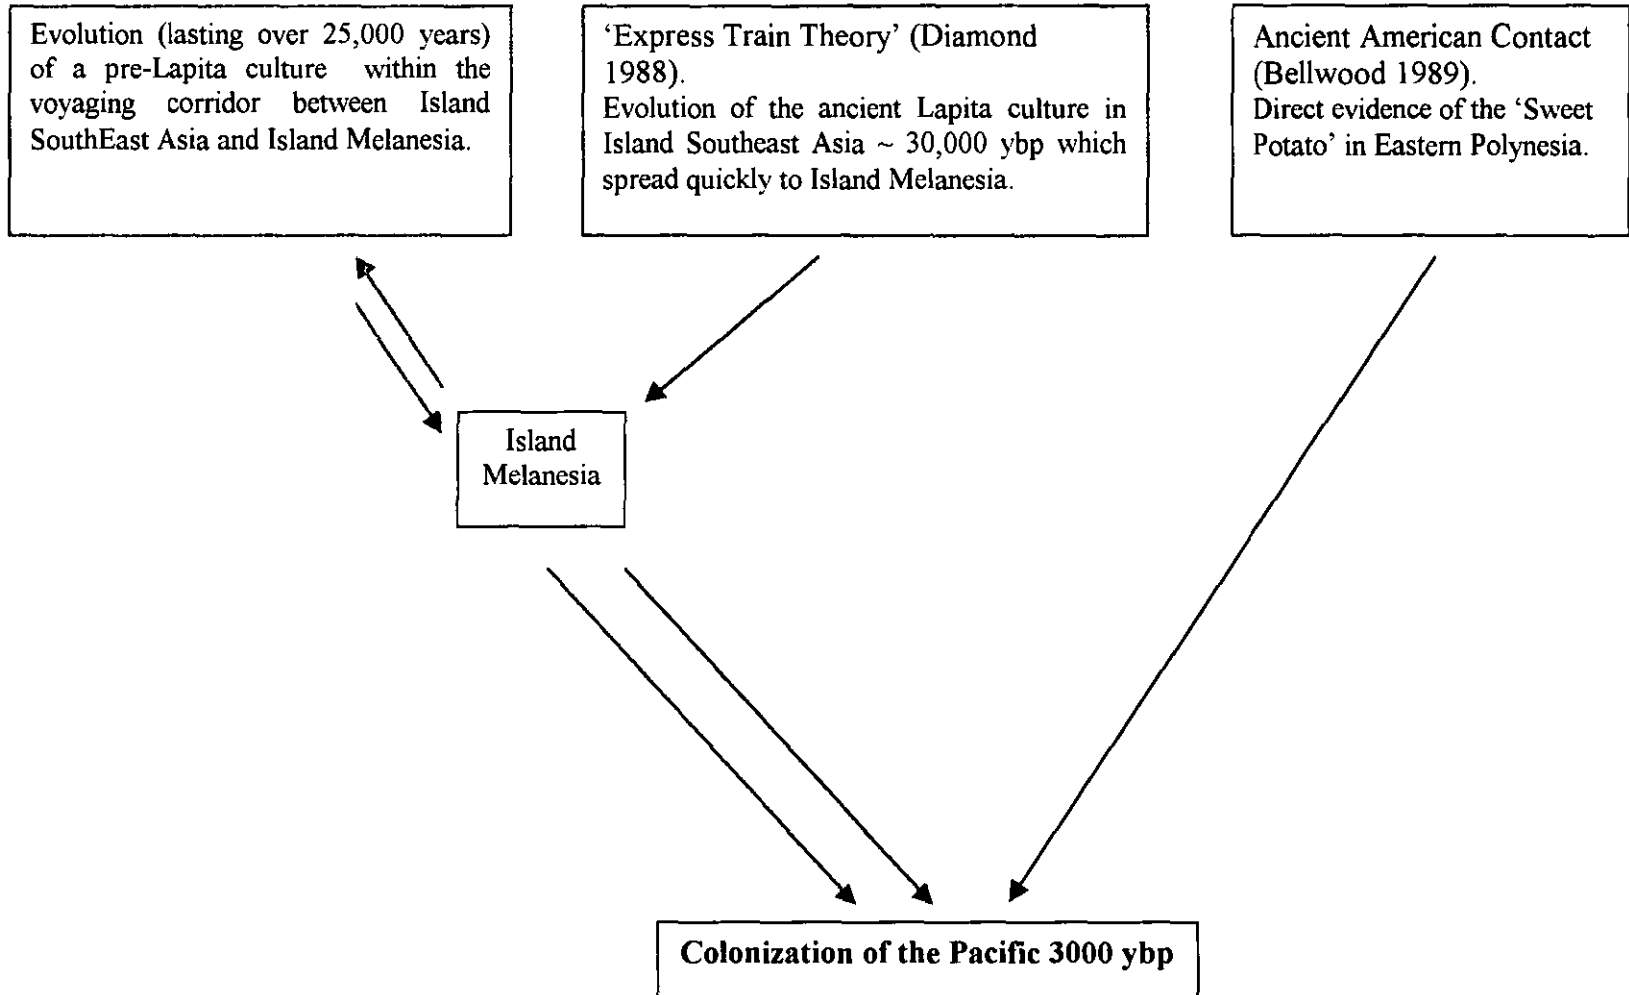 Evolution (lasting over 25,000 years)
of a pre-Lapita culture within the
voyaging corridor between Island
SouthEast Asia and Island Melanesia.
‘Express Train Theory’ (Diamond
1988).
Evolution of the ancient Lapita culture in
Island Southeast Asia ~ 30,000 ybp which
spread quickly to Island Melanesia.
Ancient American Contact
(Bellwood 1989).
Direct evidence of the ‘Sweet
Potato’ in Eastern Polynesia.
Island
Melanesia
Colonization of the Pacific 3000 ybp